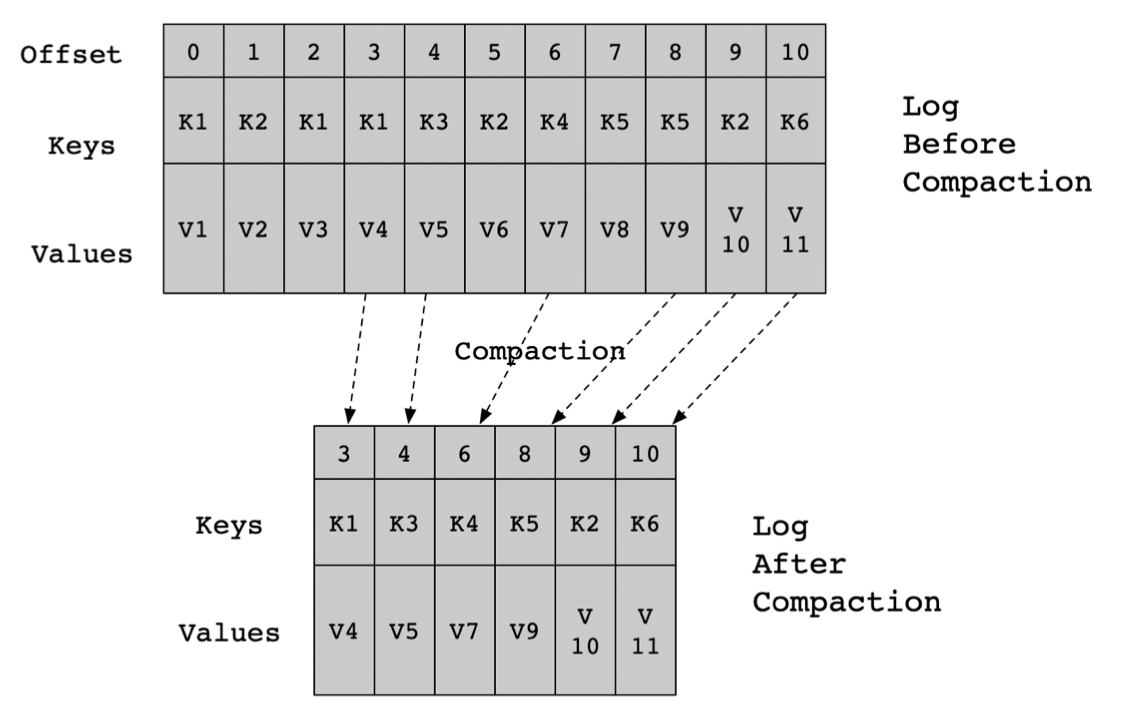 Offset 0 1 2 3 4 5 6 7 8 9 10
Keys K1 K2 K1 K1 K3 K2 K4 K5 K5 K2 K6
Values V1 V2 V3 V4 V5 V6 V7 V8 V9 V 10 V 11
Log
Before
Compaction
Compaction
3 4 6 8 9 10
Keys K1 K3 K4 K5 K2 K6
Values V4 V5 V7 V9 V 10 V 11
Log
After
Compaction